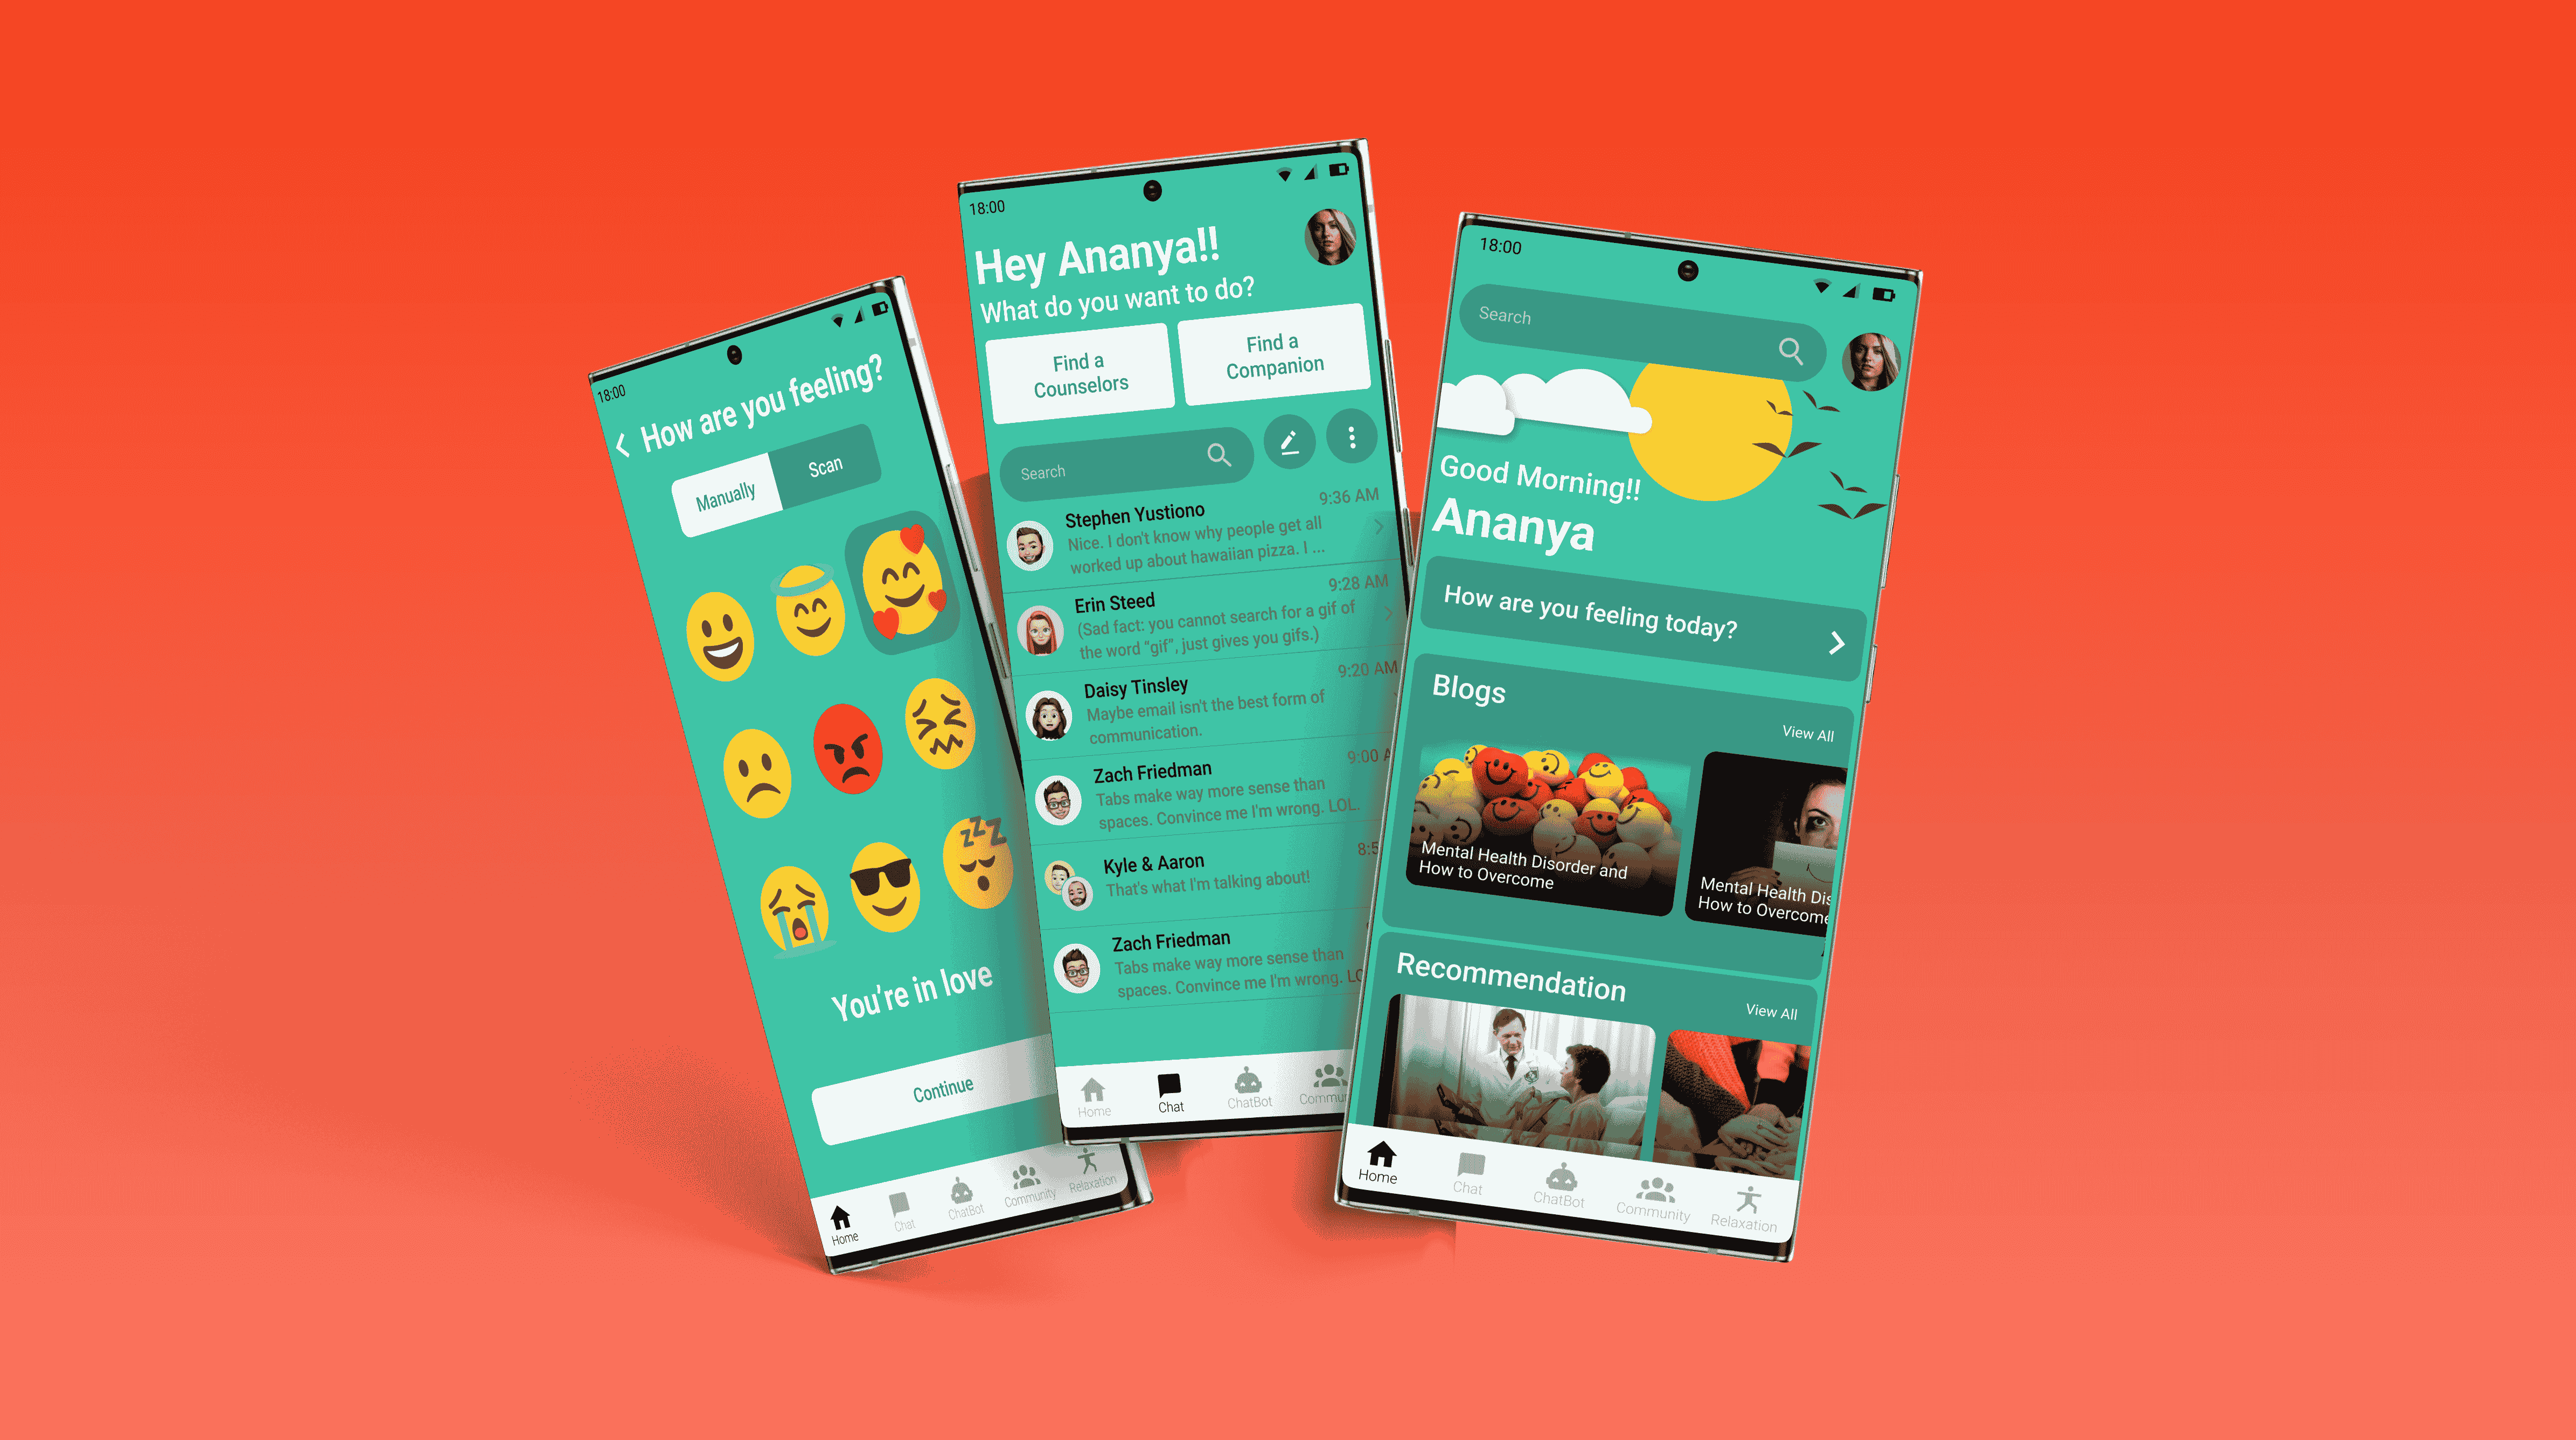 18:00
How are you feeling?
Manually
Scan
You're in love
Continue
Home
Chat
ChatBot
Community
Relaxation
18:00
Hey Ananya!!
What do you want to do?
Find a
Counselors
Find a
Companion
Search
Stephen Yustiono
9:36 AM
Nice. I don't know why people get all
worked up about hawaiian pizza. I ...
Erin Steed
9:28 AM
(Sad fact: you cannot search for a gif of
the word “gif”, just gives you gifs.)
Daisy Tinsley
9:20 AM
Maybe email isn't the best form of
communication.
Zach Friedman
9:00 A
Tabs make way more sense than
spaces. Convince me I'm wrong. LOL.
Kyle & Aaron
8:5
That's what I'm talking about!
Zach Friedman
Tabs make way more sense than
spaces. Convince me I'm wrong. LO
Home
Chat
ChatBot
Commu
18:00
Search
Good Morning!!
Ananya
How are you feeling today?
Blogs
View All
Mental Health Disorder and
How to Overcome
Mental Health Dis
How to Overcome
Recommendation
View All
Home
Chat
ChatBot
Community
Relaxation